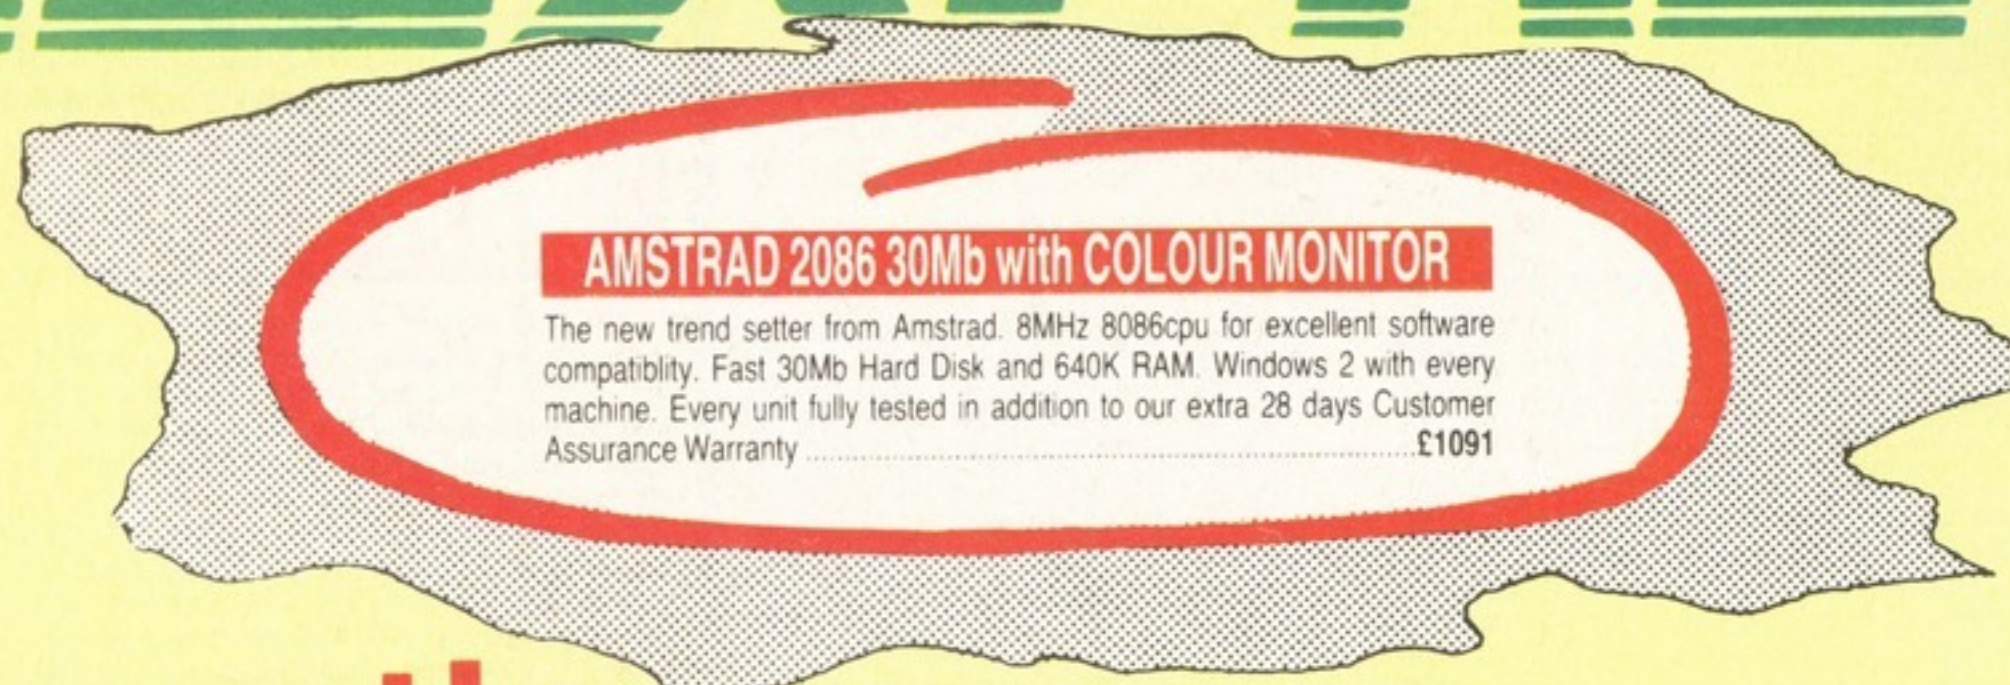 AMSTRAD 2086 30Mb with COLOUR MONITOR
The new trend setter from Amstrad. 8MHz 8086cpu for excellent software
compatiblity. Fast 30Mb Hard Disk and 640K RAM. Windows 2 with every
machine. Every unit fully tested in addition to our extra 28 days Customer
Assurance Warranty ........................................................................ £1091